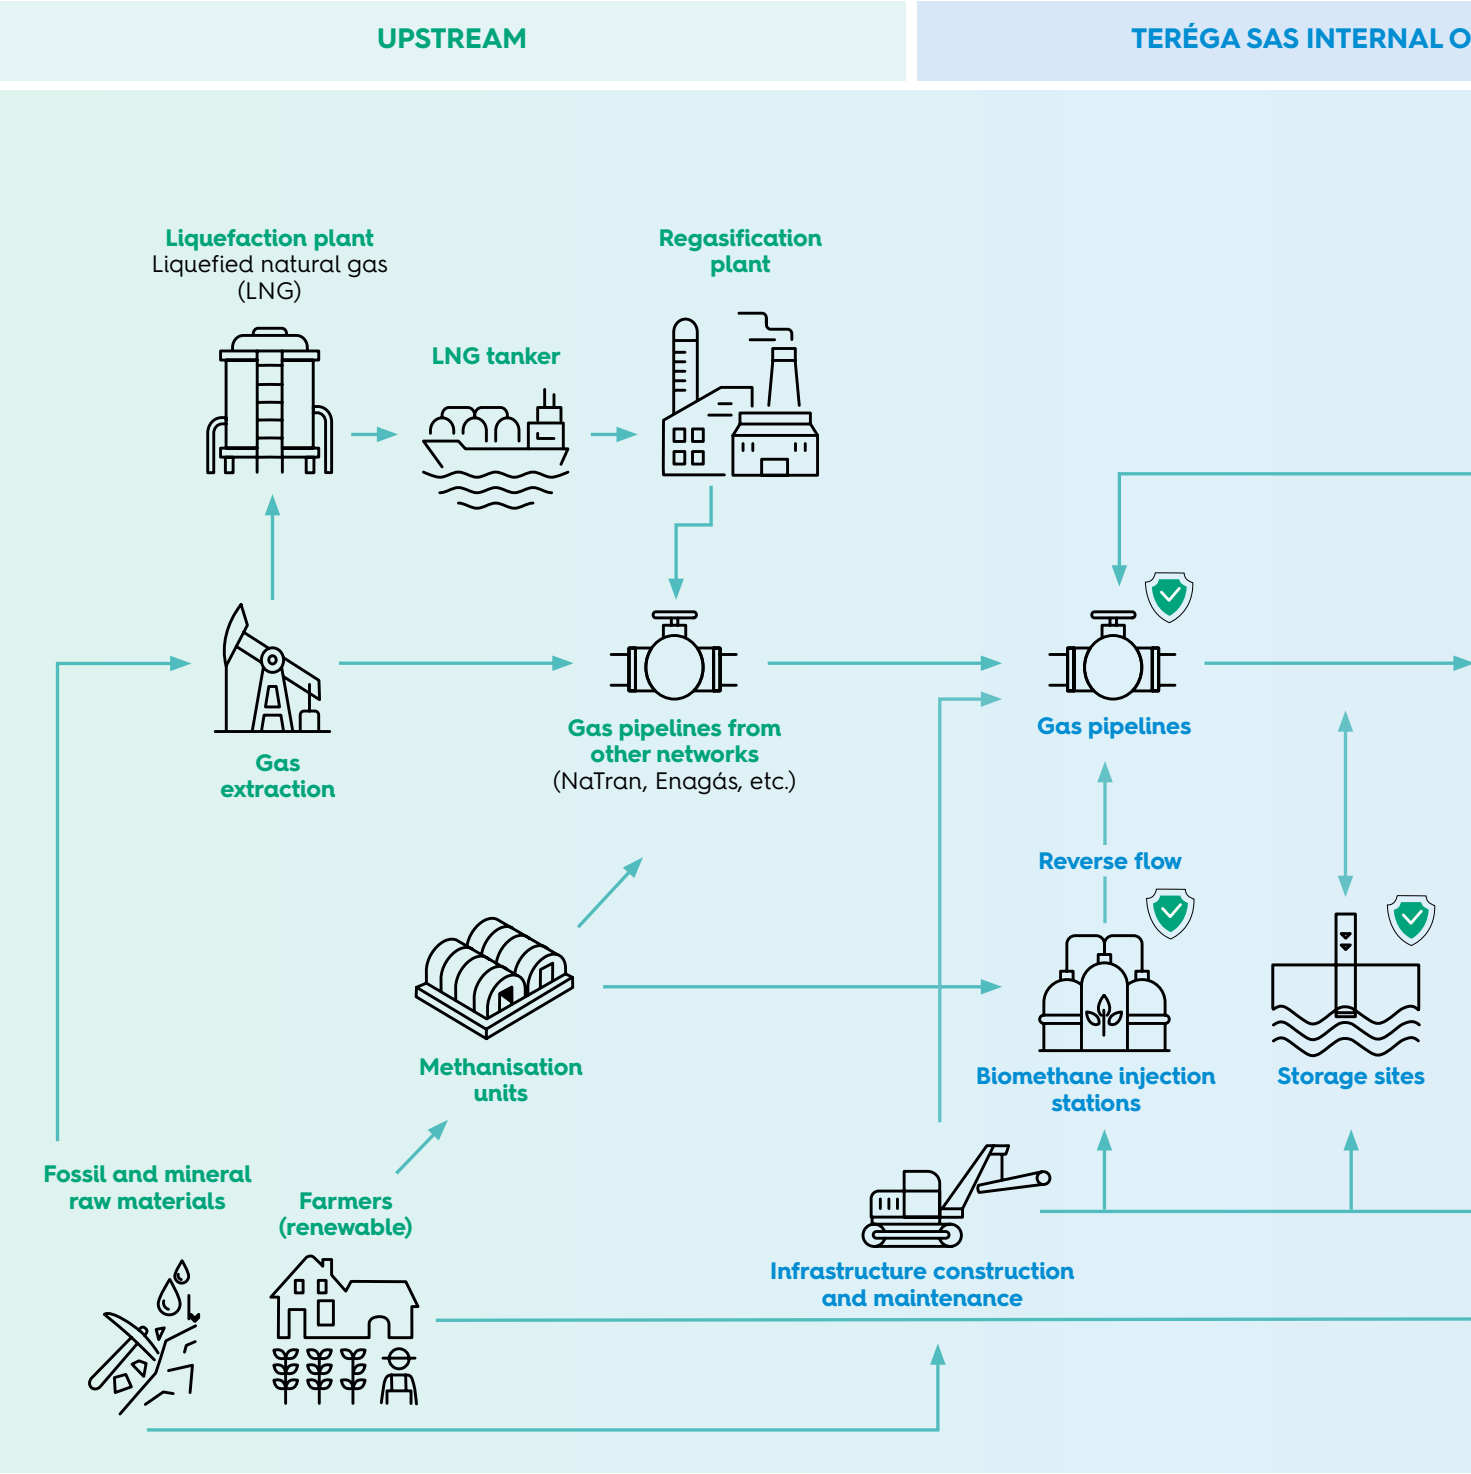 UPSTREAM
TERÉGA SAS INTERNAL O
Liquefaction plant
Liquefied natural gas
(LNG)
LNG tanker
Regasification
plant
Gas
extraction
Gas pipelines from
other networks
(NaTran, Enagás, etc.)
Gas pipelines
Reverse flow
Methanisation
units
Biomethane injection
stations
Storage sites
Fossil and mineral
raw materials
Farmers
(renewable)
Infrastructure construction
and maintenance